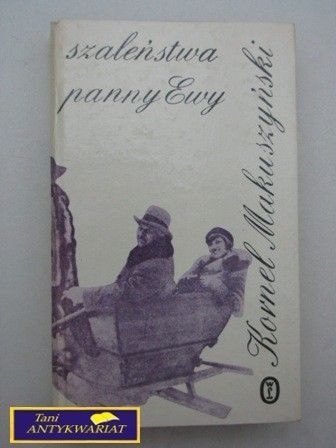 szaleństwa
panny Ewy
Kornel Makuszyński
Tani
ANTYKWARIAT